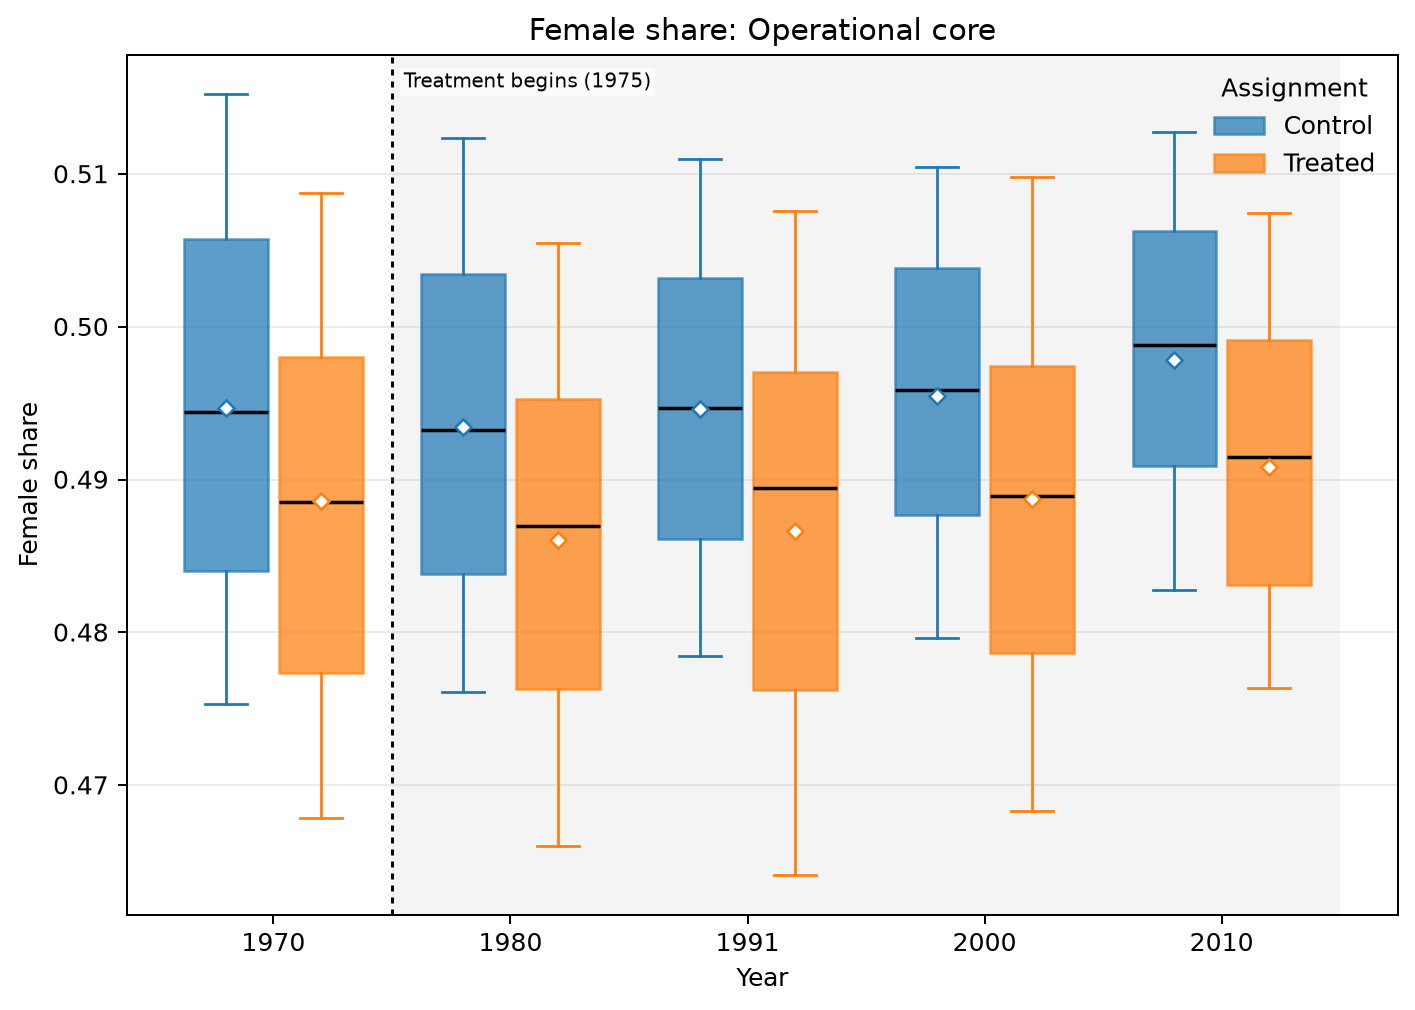 Female share: Operational core
Treatment begins (1975)
Assignment
Control
Treated
0.51
0.50
0.49
0.48
0.47
Female share
1970
1980
1991
2000
2010
Year